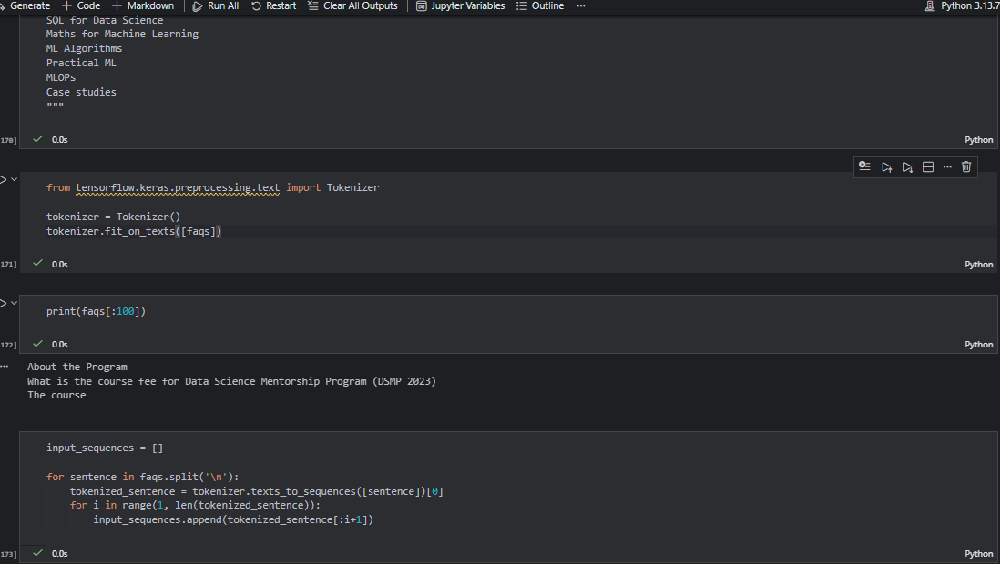 Generate + Code + Markdown Run All Restart Clear All Outputs Jupyter Variables Outline ... Python 3.13.7
SQL for Data Science
Maths for Machine Learning
ML Algorithms
Practical ML
MLOPs
Case studies
"""
170] 0.0s Python
from tensorflow.keras.preprocessing.text import Tokenizer
tokenizer = Tokenizer()
tokenizer.fit_on_texts([faqs])
171] 0.0s Python
print(faqs[:100])
172] 0.0s Python
About the Program
What is the course fee for Data Science Mentorship Program (DSMP 2023)
The course
input_sequences = []
for sentence in faqs.split('\n'):
tokenized_sentence = tokenizer.texts_to_sequences([sentence])[0]
for i in range(1, len(tokenized_sentence)):
input_sequences.append(tokenized_sentence[:i+1])
173] 0.0s Python